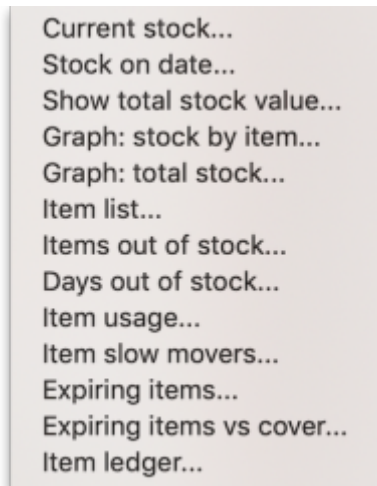 Current stock...
Stock on date...
Show total stock value...
Graph: stock by item...
Graph: total stock...
Item list...
Items out of stock...
Days out of stock...
Item usage...
Item slow movers...
Expiring items...
Expiring items vs cover...
Item ledger...